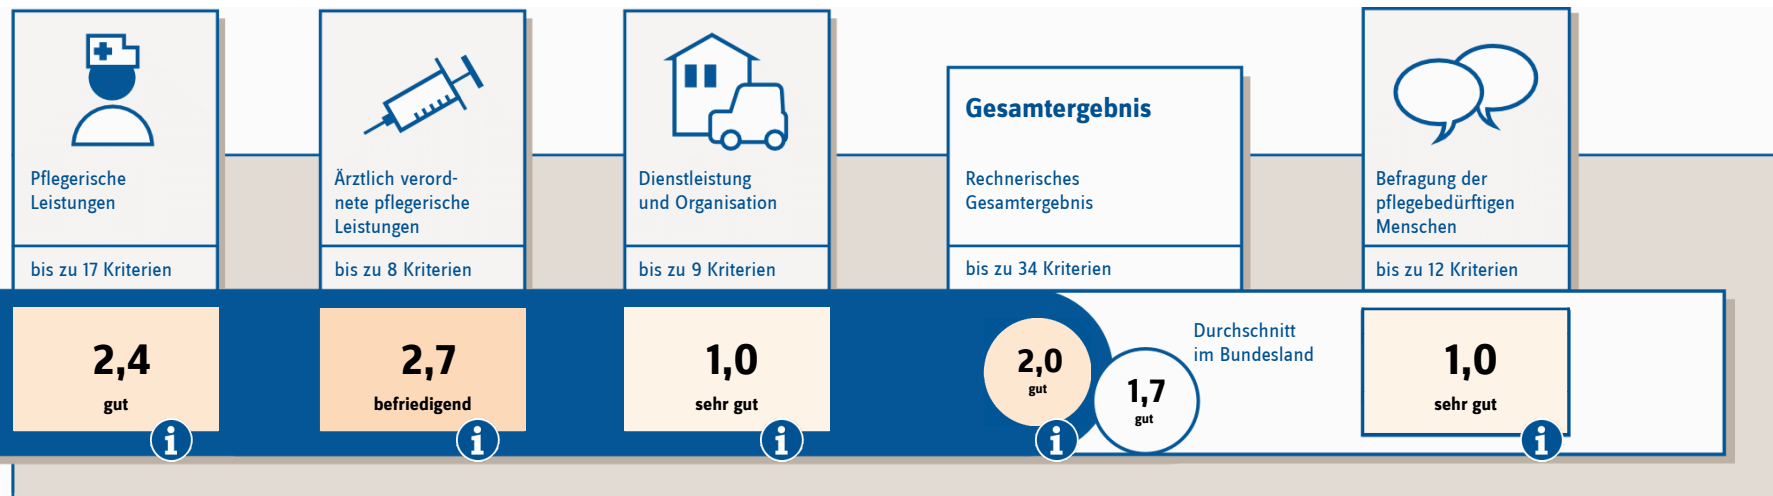 Pflegerische
Leistungen
bis zu 17 Kriterien
2,4
gut
i
Ärztlich verord-
nete pflegerische
Leistungen
bis zu 8 Kriterien
2,7
befriedigend
i
Dienstleistung
und Organisation
bis zu 9 Kriterien
1,0
sehr gut
i
Gesamtergebnis
Rechnerisches
Gesamtergebnis
bis zu 34 Kriterien
2,0
gut
i
1,7
gut
Durchschnitt
im Bundesland
Befragung der
pflegebedürftigen
Menschen
bis zu 12 Kriterien
1,0
sehr gut
i